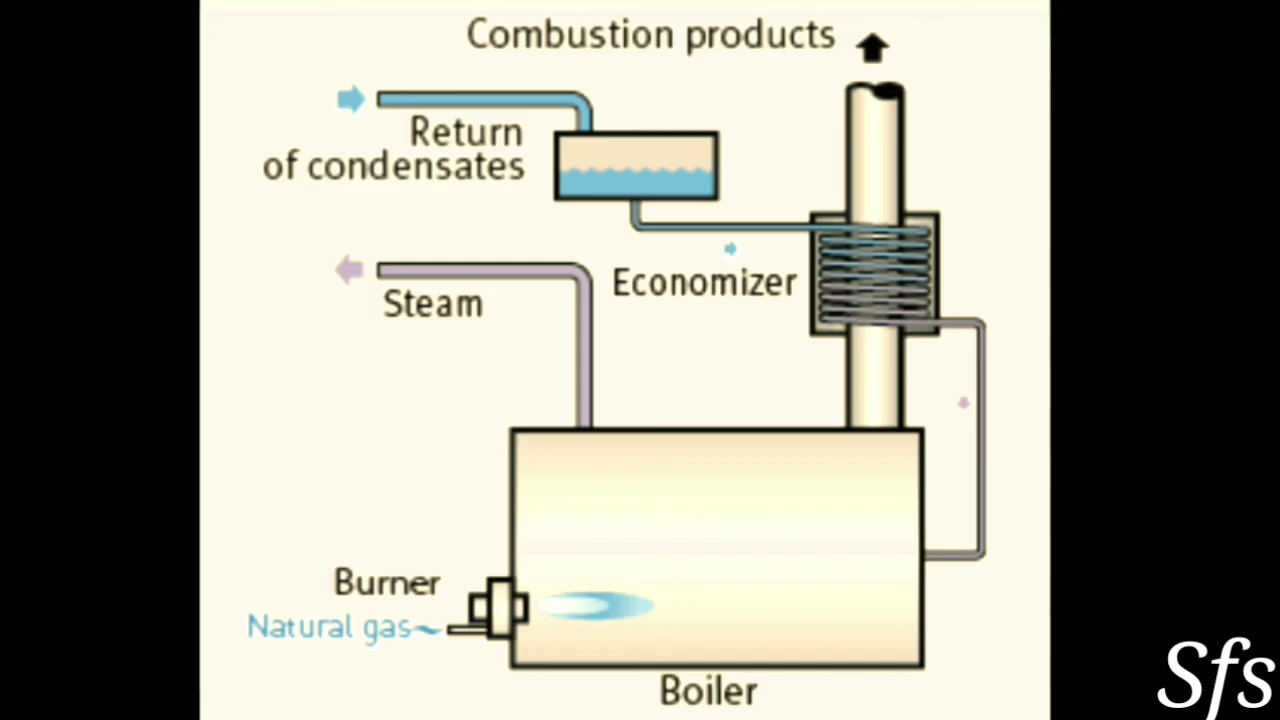 Combustion products
Return
of condensates
Economizer
Steam
Burner
Natural gas
Boiler
Sfs